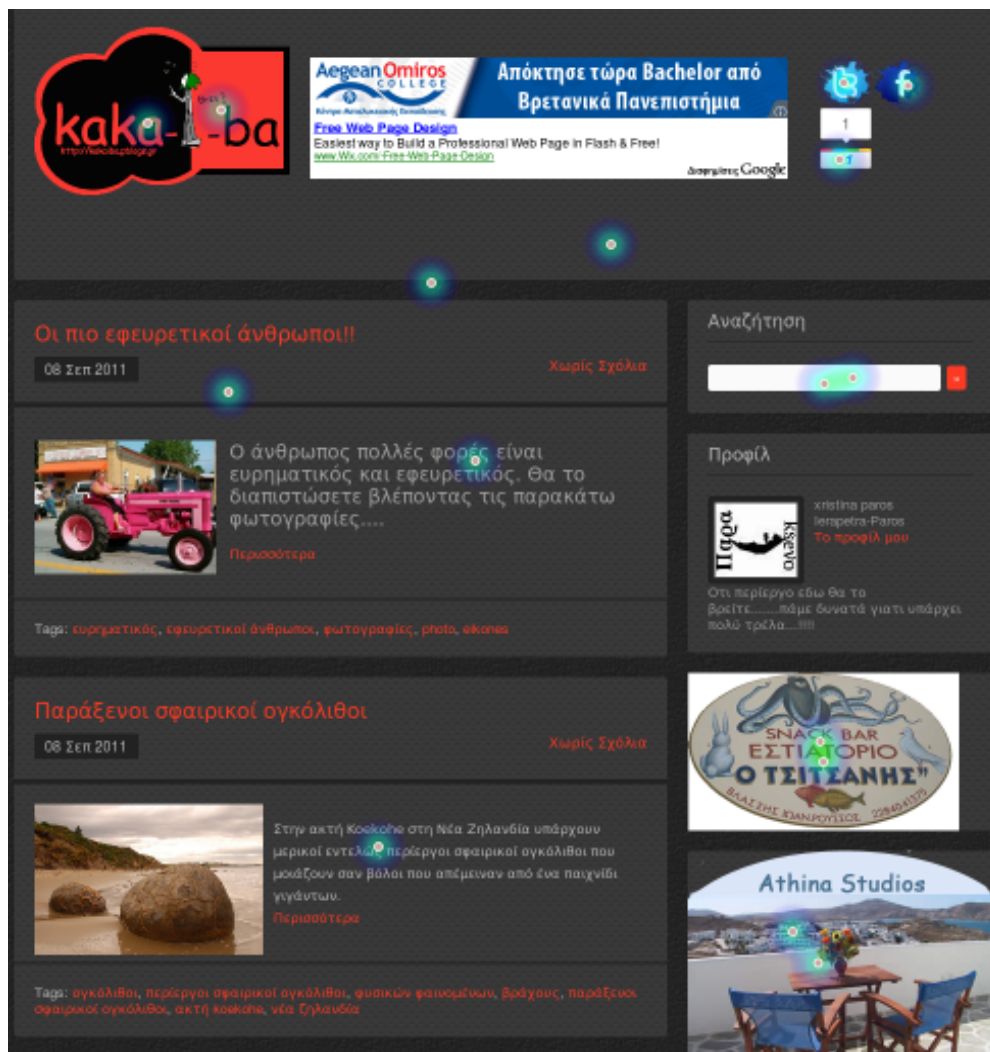 kaka-i-ba
Aegean Omiros
COLLEGE
Απόκτησε τώρα Bachelor από
Βρετανικά Πανεπιστήμια
Free Web Page Design
Easiest way to Build a Professional Web Page in Flash & Free!
www.Wix.com/Free-Web-Page-Design
Διαφημίσεις Google
1
Οι πιο εφευρετικοί άνθρωποι!!
08 Σεπ 2011
Χωρίς Σχόλια
Ο άνθρωπος πολλές φορές είναι
ευρηματικός και εφευρετικός. Θα το
διαπιστώσετε βλέποντας τις παρακάτω
φωτογραφίες....
Περισσότερα
Tags: ευρηματικός, εφευρετικοί άνθρωποι, φωτογραφίες, photo, eikones
Παράξενοι σφαιρικοί ογκόλιθοι
08 Σεπ 2011
Χωρίς Σχόλια
Στην ακτή Koekohe στη Νέα Ζηλανδία υπάρχουν
μερικοί εντελώς περίεργοι σφαιρικοί ογκόλιθοι που
μοιάζουν σαν βόλοι που απέμειναν από ένα παιχνίδι
γιγάντων.
Περισσότερα
Tags: ογκόλιθοι, περίεργοι σφαιρικοί ογκόλιθοι, φυσικών φαινομένων, βράχους, παράξενοι
σφαιρικοί ογκόλιθοι, ακτή koekohe, νέα ζηλανδία
Αναζήτηση
Προφίλ
Παρα
ksevo
xristina paros
Ierapetra-Paros
Το προφίλ μου
Οτι περίεργο εδω θα το
βρείτε.......πάμε δυνατά γιατι υπάρχει
πολύ τρέλα...!!!!
SNACK BAR
ΕΣΤΙΑΤΟΡΙΟ
Ο ΤΣΙΤΣΑΝΗΣ"
Athina Studios